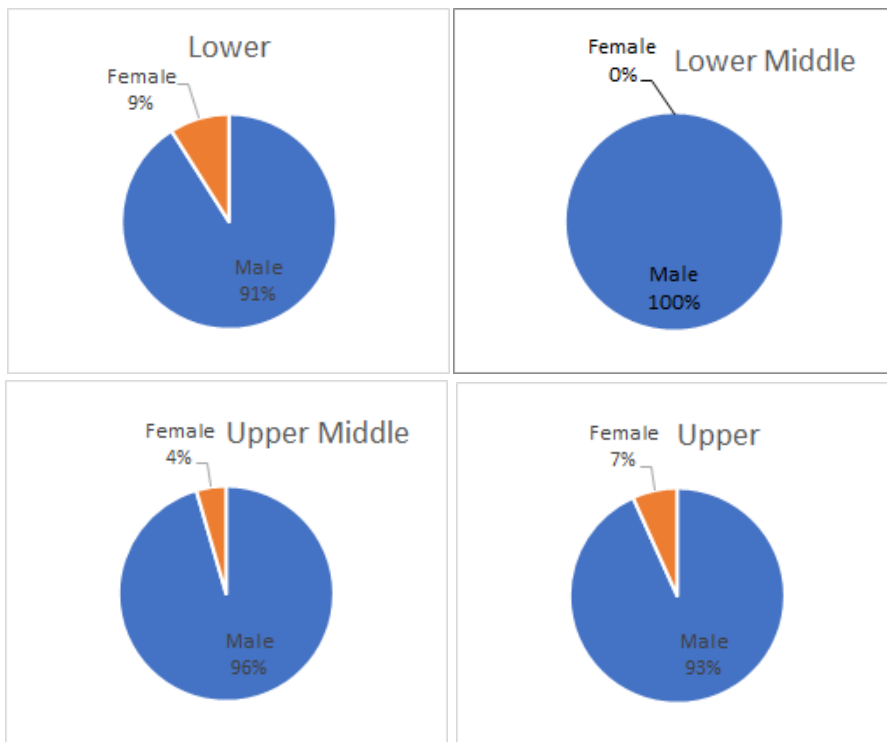 Lower
Female
9%
Male
91%
Female
0%
Lower Middle
Male
100%
Female
4%
Upper Middle
Male
96%
Female
7%
Upper
Male
93%